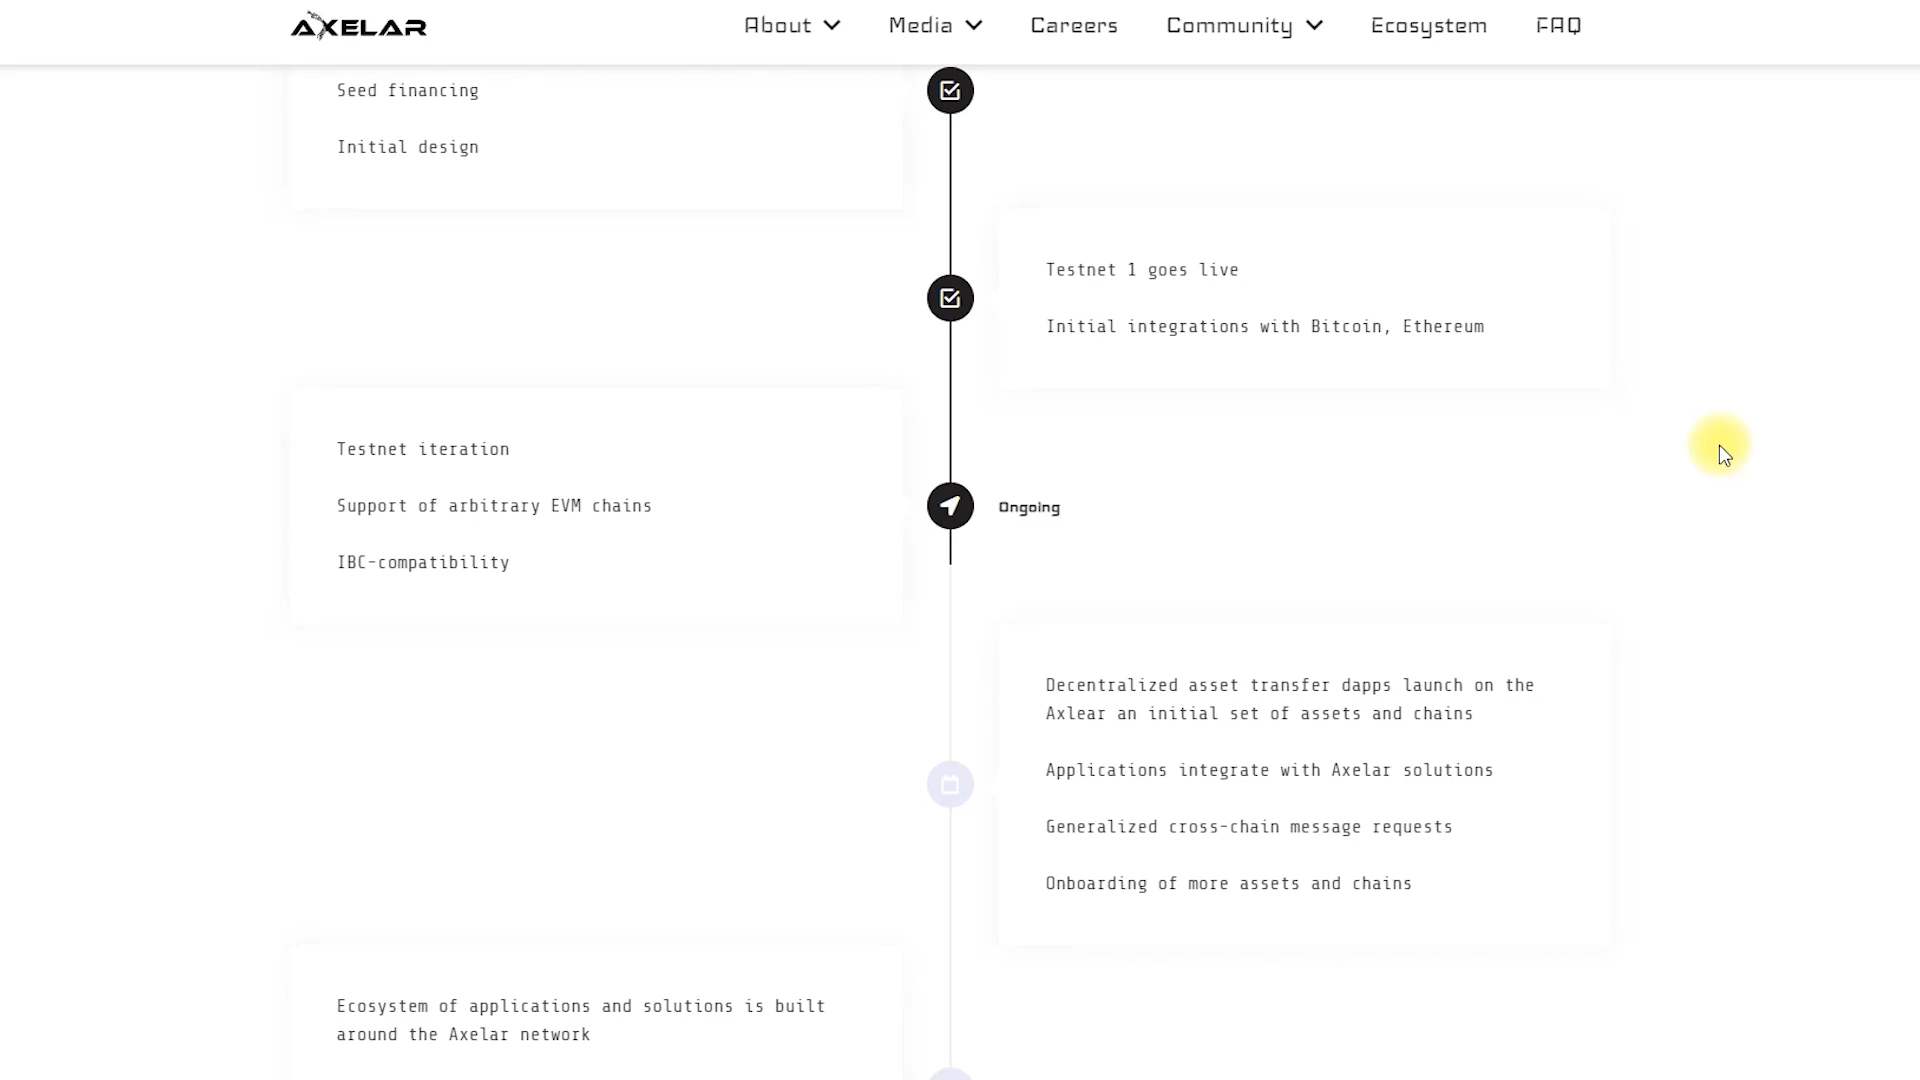 AXELAR
About
Media
Careers
Community
Ecosystem
FAQ
Seed financing
Initial design
Testnet 1 goes live
Initial integrations with Bitcoin, Ethereum
Testnet iteration
Support of arbitrary EVM chains
IBC-compatibility
Ongoing
Decentralized asset transfer dapps launch on the
Axlear an initial set of assets and chains
Applications integrate with Axelar solutions
Generalized cross-chain message requests
Onboarding of more assets and chains
Ecosystem of applications and solutions is built
around the Axelar network